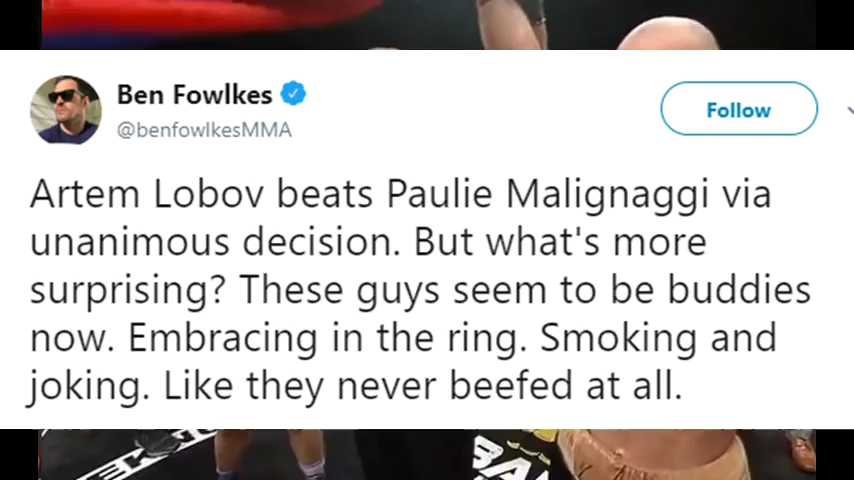 Ben Fowlkes
@benfowlkesMMA
Follow
Artem Lobov beats Paulie Malignaggi via
unanimous decision. But what's more
surprising? These guys seem to be buddies
now. Embracing in the ring. Smoking and
joking. Like they never beefed at all.